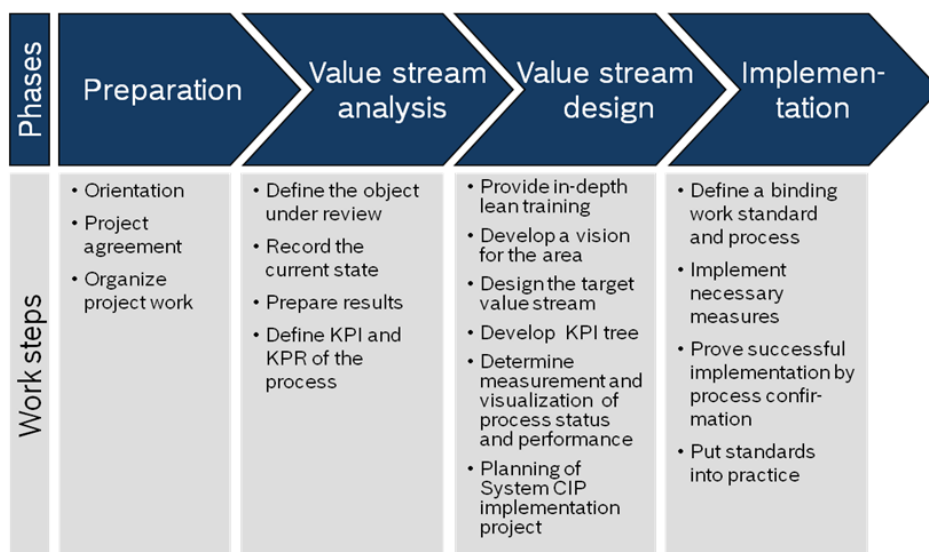 Phases
Preparation
Value stream
analysis
Value stream
design
Implemen-
tation
Work steps
• Orientation
• Project
agreement
• Organize
project work
• Define the object
under review
• Record the
current state
• Prepare results
• Define KPI and
KPR of the
process
• Provide in-depth
lean training
• Develop a vision
for the area
• Design the target
value stream
• Develop KPI tree
• Determine
measurement and
visualization of
process status
and performance
• Planning of
System CIP
implementation
project
• Define a binding
work standard
and process
• Implement
necessary
measures
• Prove successful
implementation by
process confir-
mation
• Put standards
into practice